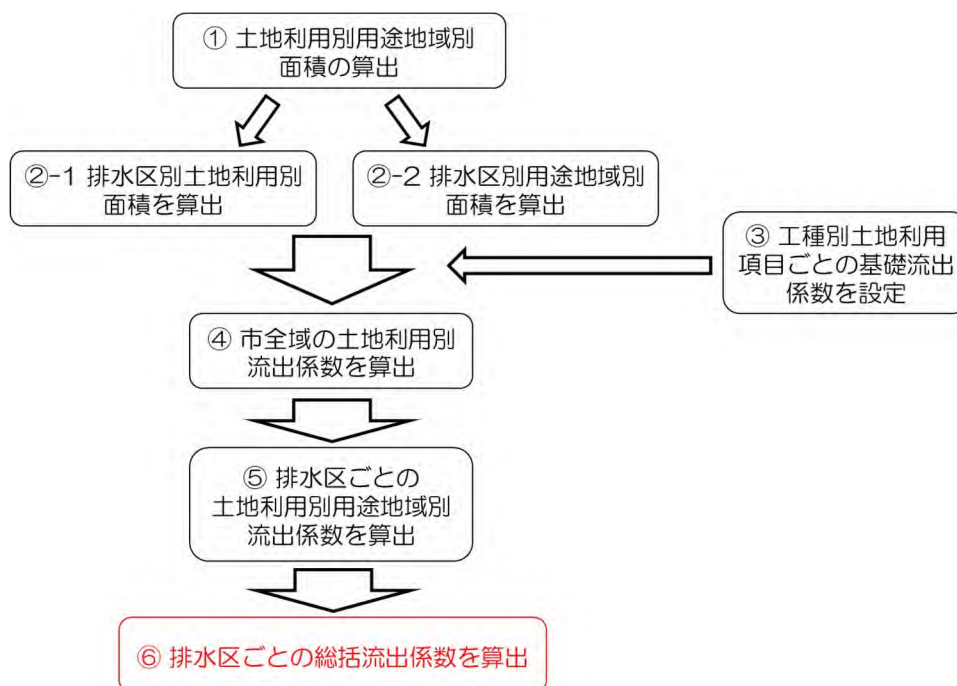 ① 土地利用別用途地域別
面積の算出
②-1 排水区別土地利用別
面積を算出
②-2 排水区別用途地域別
面積を算出
③ 工種別土地利用
項目ごとの基礎流出
係数を設定
④ 市全域の土地利用別
流出係数を算出
⑤ 排水区ごとの
土地利用別用途地域別
流出係数を算出
⑥ 排水区ごとの総括流出係数を算出